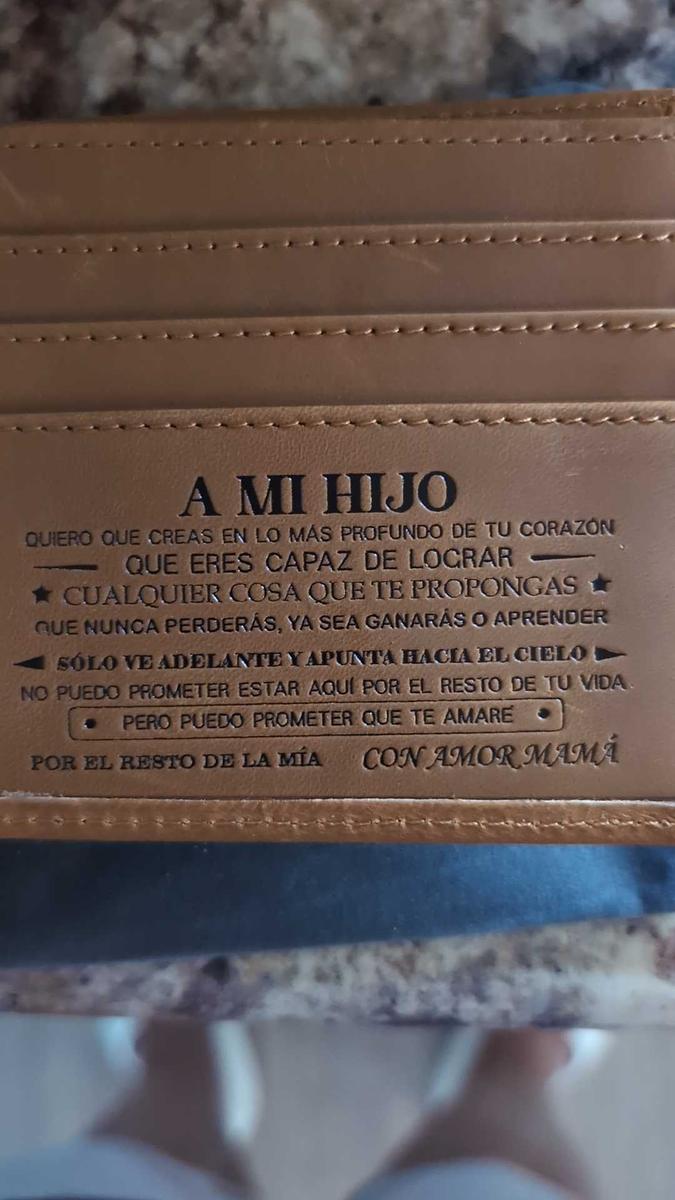 A MI HIJO
QUIERO QUE CREAS EN LO MÁS PROFUNDO DE TU CORAZÓN
QUE ERES CAPAZ DE LOGRAR
CUALQUIER COSA QUE TE PROPONGAS
QUE NUNCA PERDERÁS, YA SEA GANARÁS O APRENDER
SÓLO VE ADELANTE Y APUNTA HACIA EL CIELO
NO PUEDO PROMETER ESTAR AQUÍ POR EL RESTO DE TU VIDA
PERO PUEDO PROMETER QUE TE AMARÉ
POR EL RESTO DE LA MÍA CON AMOR MAMÁ